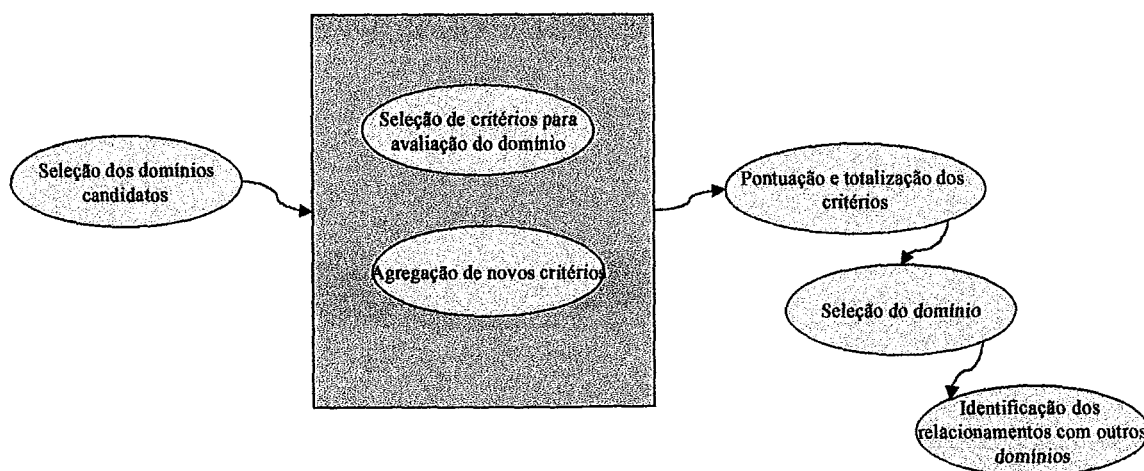 Seleção dos domínios
candidatos
Seleção de critérios para
avaliação do domínio
Agregação de novos critérios
Pontuação e totalização dos
critérios
Seleção do domínio
Identificação dos
relacionamentos com outros
domínios